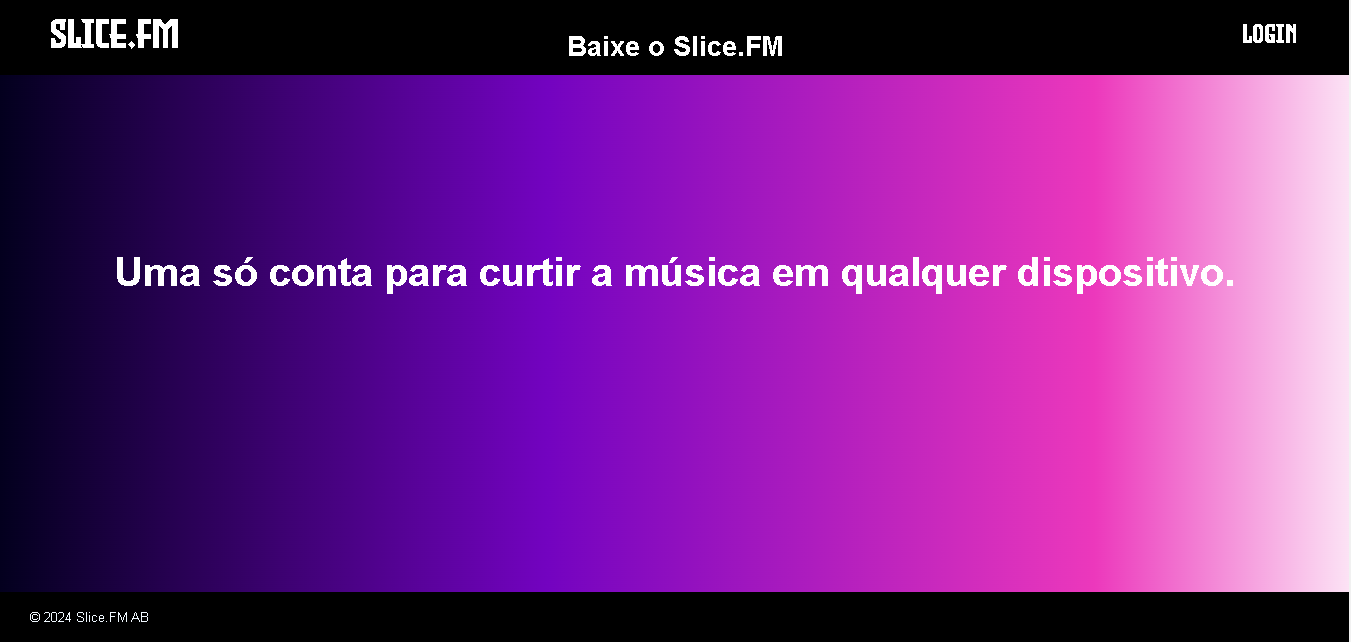 SLICE.FM
Baixe o Slice.FM
LOGIN
Uma só conta para curtir a música em qualquer dispositivo.
© 2024 Slice.FM AB